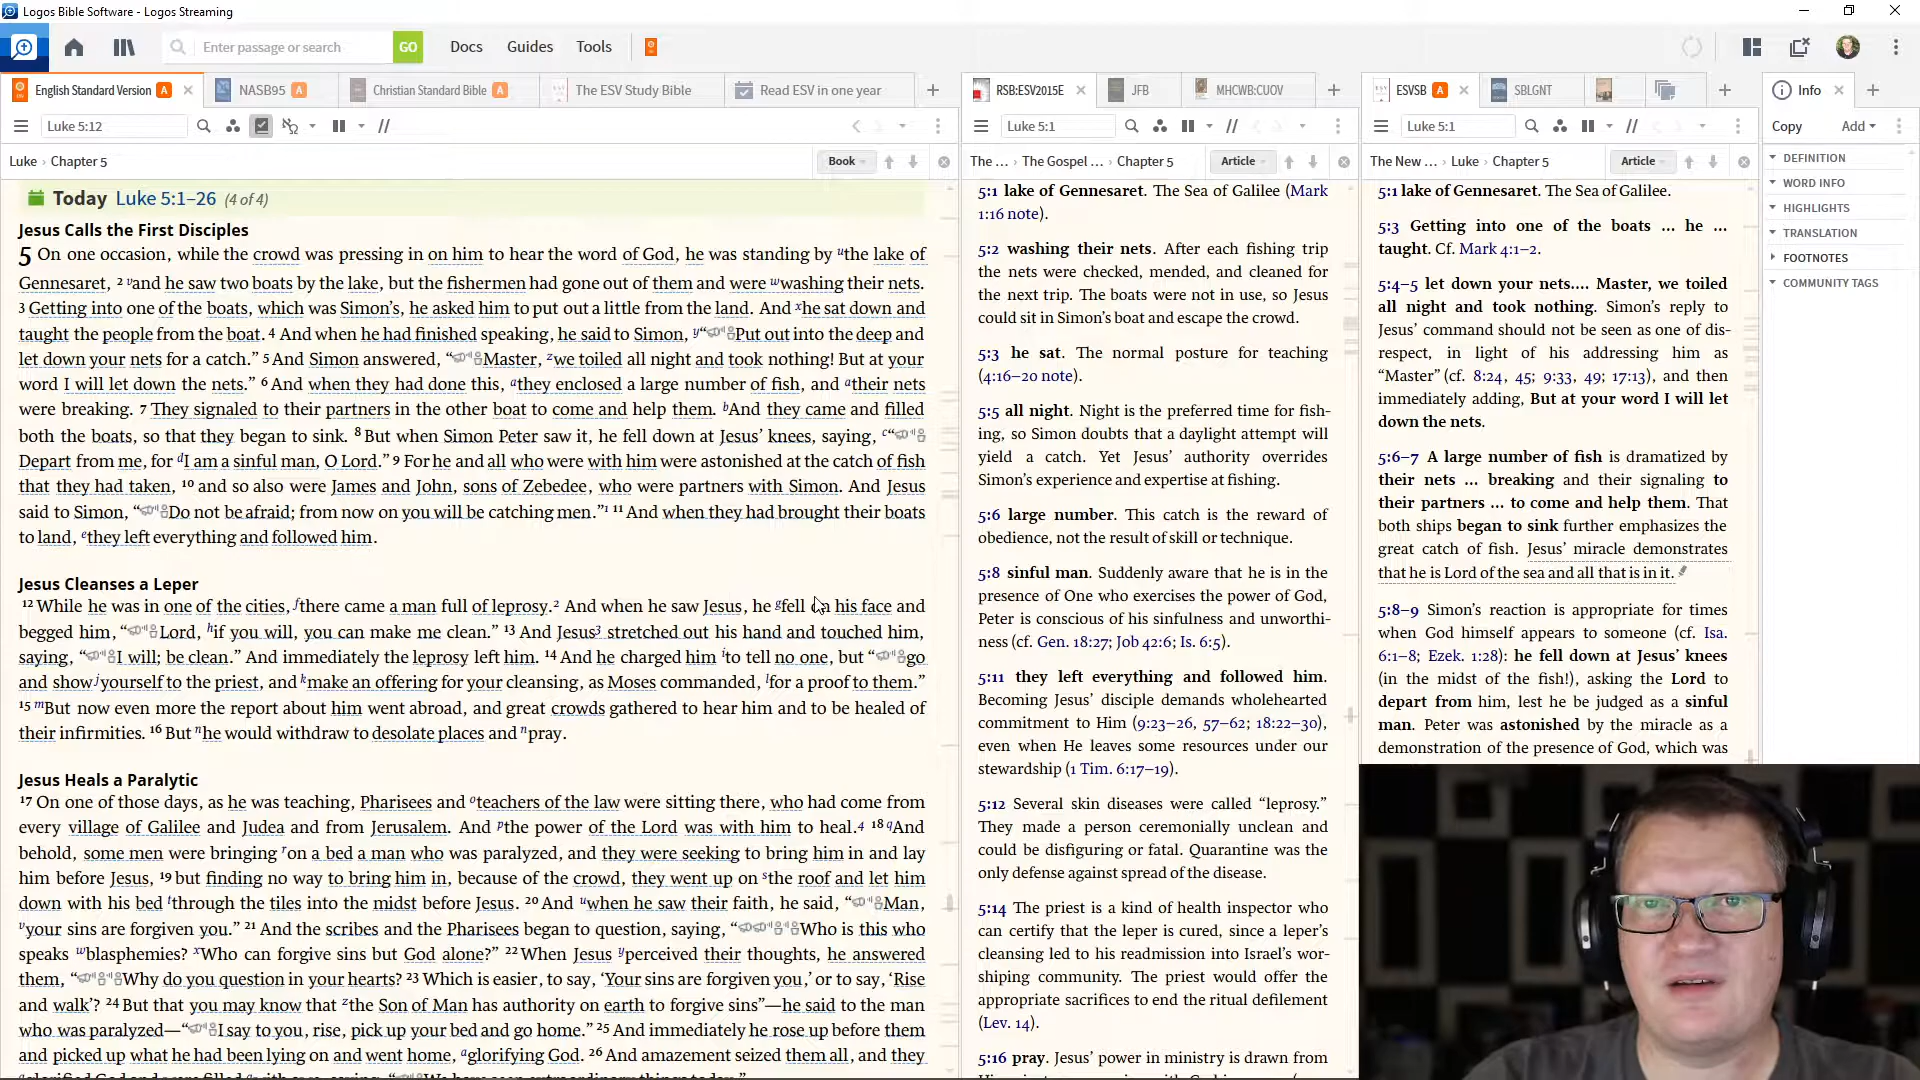 Logos Bible Software - Logos Streaming
Enter passage or search
GO
Docs
Guides
Tools
English Standard Version A
NASB95 A
Christian Standard Bible A
The ESV Study Bible
Read ESV in one year
RSB:ESV2015E
JFB
MHCWB:CUOV
ESVSB A
SBLGNT
Info
Luke 5:12
Luke 5:1
Luke 5:1
Copy
Add
Luke › Chapter 5
Book
The ... › The Gospel ... › Chapter 5
Article
The New ... › Luke › Chapter 5
Article
Today Luke 5:1–26 (4 of 4)
Jesus Calls the First Disciples
5 On one occasion, while the crowd was pressing in on him to hear the word of God, he was standing by u the lake of
Gennesaret, 2 v and he saw two boats by the lake, but the fishermen had gone out of them and were w washing their nets.
3 Getting into one of the boats, which was Simon’s, he asked him to put out a little from the land. And x he sat down and
taught the people from the boat. 4 And when he had finished speaking, he said to Simon, y “Put out into the deep and
let down your nets for a catch.” 5 And Simon answered, “Master, z we toiled all night and took nothing! But at your
word I will let down the nets.” 6 And when they had done this, a they enclosed a large number of fish, and a their nets
were breaking. 7 They signaled to their partners in the other boat to come and help them. b And they came and filled
both the boats, so that they began to sink. 8 But when Simon Peter saw it, he fell down at Jesus’ knees, saying, c “
Depart from me, for d I am a sinful man, O Lord.” 9 For he and all who were with him were astonished at the catch of fish
that they had taken, 10 and so also were James and John, sons of Zebedee, who were partners with Simon. And Jesus
said to Simon, “Do not be afraid; from now on you will be catching men.” 1 11 And when they had brought their boats
to land, e they left everything and followed him.
Jesus Cleanses a Leper
12 While he was in one of the cities, f there came a man full of leprosy. 2 And when he saw Jesus, he g fell on his face and
begged him, “Lord, h if you will, you can make me clean.” 13 And Jesus 3 stretched out his hand and touched him,
saying, “I will; be clean.” And immediately the leprosy left him. 14 And he charged him i to tell no one, but “go
and show j yourself to the priest, and k make an offering for your cleansing, as Moses commanded, l for a proof to them.”
15 m But now even more the report about him went abroad, and great crowds gathered to hear him and to be healed of
their infirmities. 16 But n he would withdraw to desolate places and n pray.
Jesus Heals a Paralytic
17 On one of those days, as he was teaching, Pharisees and o teachers of the law were sitting there, who had come from
every village of Galilee and Judea and from Jerusalem. And p the power of the Lord was with him to heal. 4 18 q And
behold, some men were bringing r on a bed a man who was paralyzed, and they were seeking to bring him in and lay
him before Jesus, 19 but finding no way to bring him in, because of the crowd, they went up on s the roof and let him
down with his bed t through the tiles into the midst before Jesus. 20 And u when he saw their faith, he said, “Man,
v your sins are forgiven you.” 21 And the scribes and the Pharisees began to question, saying, “Who is this who
speaks w blasphemies? x Who can forgive sins but God alone?” 22 When Jesus y perceived their thoughts, he answered
them, “Why do you question in your hearts? 23 Which is easier, to say, ‘Your sins are forgiven you,’ or to say, ‘Rise
and walk’? 24 But that you may know that z the Son of Man has authority on earth to forgive sins”—he said to the man
who was paralyzed—“I say to you, rise, pick up your bed and go home.” 25 And immediately he rose up before them
and picked up what he had been lying on and went home, a glorifying God. 26 And amazement seized them all, and they
5:1 lake of Gennesaret. The Sea of Galilee (Mark
1:16 note).
5:2 washing their nets. After each fishing trip
the nets were checked, mended, and cleaned for
the next trip. The boats were not in use, so Jesus
could sit in Simon’s boat and escape the crowd.
5:3 he sat. The normal posture for teaching
(4:16–20 note).
5:5 all night. Night is the preferred time for fish-
ing, so Simon doubts that a daylight attempt will
yield a catch. Yet Jesus’ authority overrides
Simon’s experience and expertise at fishing.
5:6 large number. This catch is the reward of
obedience, not the result of skill or technique.
5:8 sinful man. Suddenly aware that he is in the
presence of One who exercises the power of God,
Peter is conscious of his sinfulness and unworthi-
ness (cf. Gen. 18:27; Job 42:6; Is. 6:5).
5:11 they left everything and followed him.
Becoming Jesus’ disciple demands wholehearted
commitment to Him (9:23–26, 57–62; 18:22–30),
even when He leaves some resources under our
stewardship (1 Tim. 6:17–19).
5:12 Several skin diseases were called “leprosy.”
They made a person ceremonially unclean and
could be disfiguring or fatal. Quarantine was the
only defense against spread of the disease.
5:14 The priest is a kind of health inspector who
can certify that the leper is cured, since a leper’s
cleansing led to his readmission into Israel’s wor-
shiping community. The priest would offer the
appropriate sacrifices to end the ritual defilement
(Lev. 14).
5:16 pray. Jesus’ power in ministry is drawn from
5:1 lake of Gennesaret. The Sea of Galilee.
5:3 Getting into one of the boats ... he ...
taught. Cf. Mark 4:1–2.
5:4–5 let down your nets.... Master, we toiled
all night and took nothing. Simon’s reply to
Jesus’ command should not be seen as one of dis-
respect, in light of his addressing him as
“Master” (cf. 8:24, 45; 9:33, 49; 17:13), and then
immediately adding, But at your word I will let
down the nets.
5:6–7 A large number of fish is dramatized by
their nets ... breaking and their signaling to
to their partners ... to come and help them. That
both ships began to sink further emphasizes the
great catch of fish. Jesus’ miracle demonstrates
that he is Lord of the sea and all that is in it.
5:8–9 Simon’s reaction is appropriate for times
when God himself appears to someone (cf. Isa.
6:1–8; Ezek. 1:28): he fell down at Jesus’ knees
(in the midst of the fish!), asking the Lord to
depart from him, lest he be judged as a sinful
man. Peter was astonished by the miracle as a
demonstration of the presence of God, which was
DEFINITION
WORD INFO
HIGHLIGHTS
TRANSLATION
FOOTNOTES
COMMUNITY TAGS